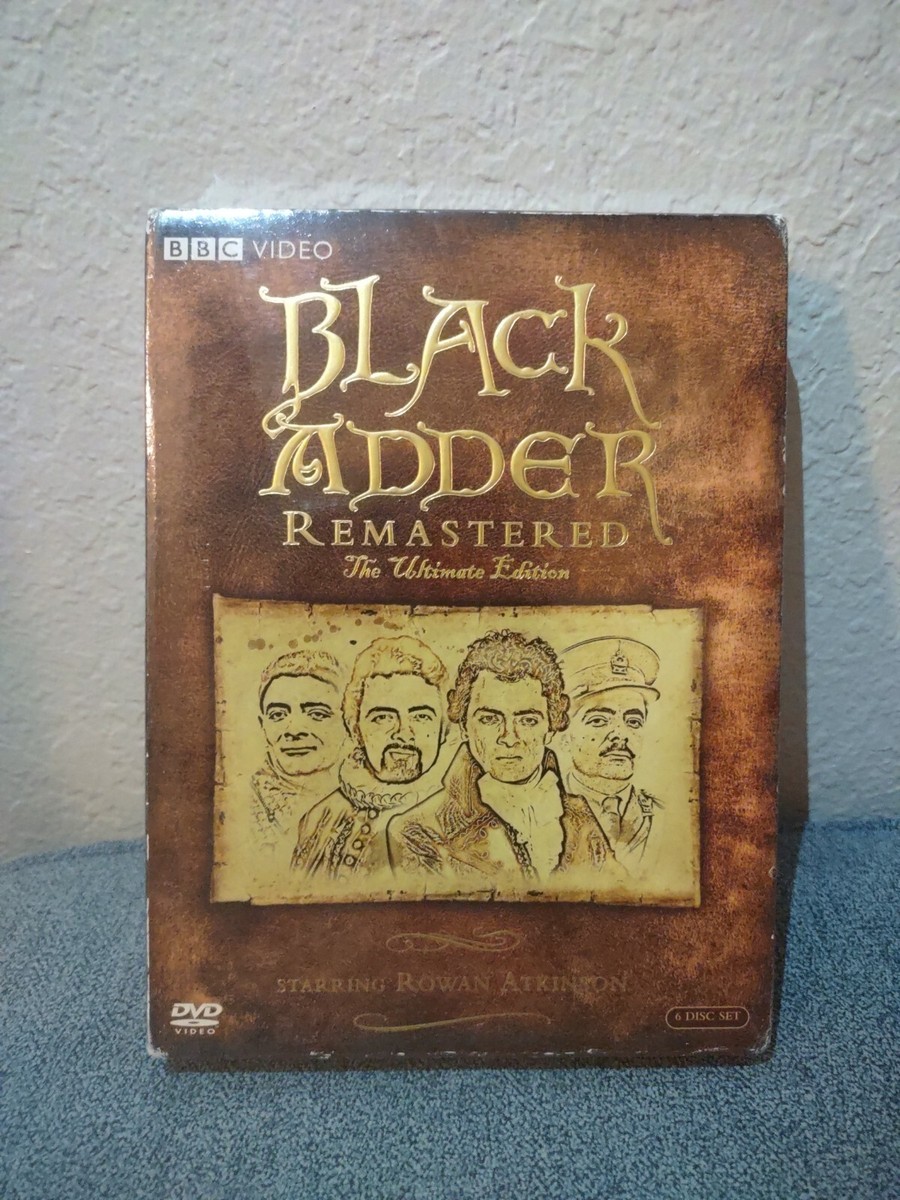 BBC VIDEO
BLACK
ADDER
REMASTERED
The Ultimate Edition
STARRING ROWAN ATKINSON
DVD
VIDEO
6 DISC SET